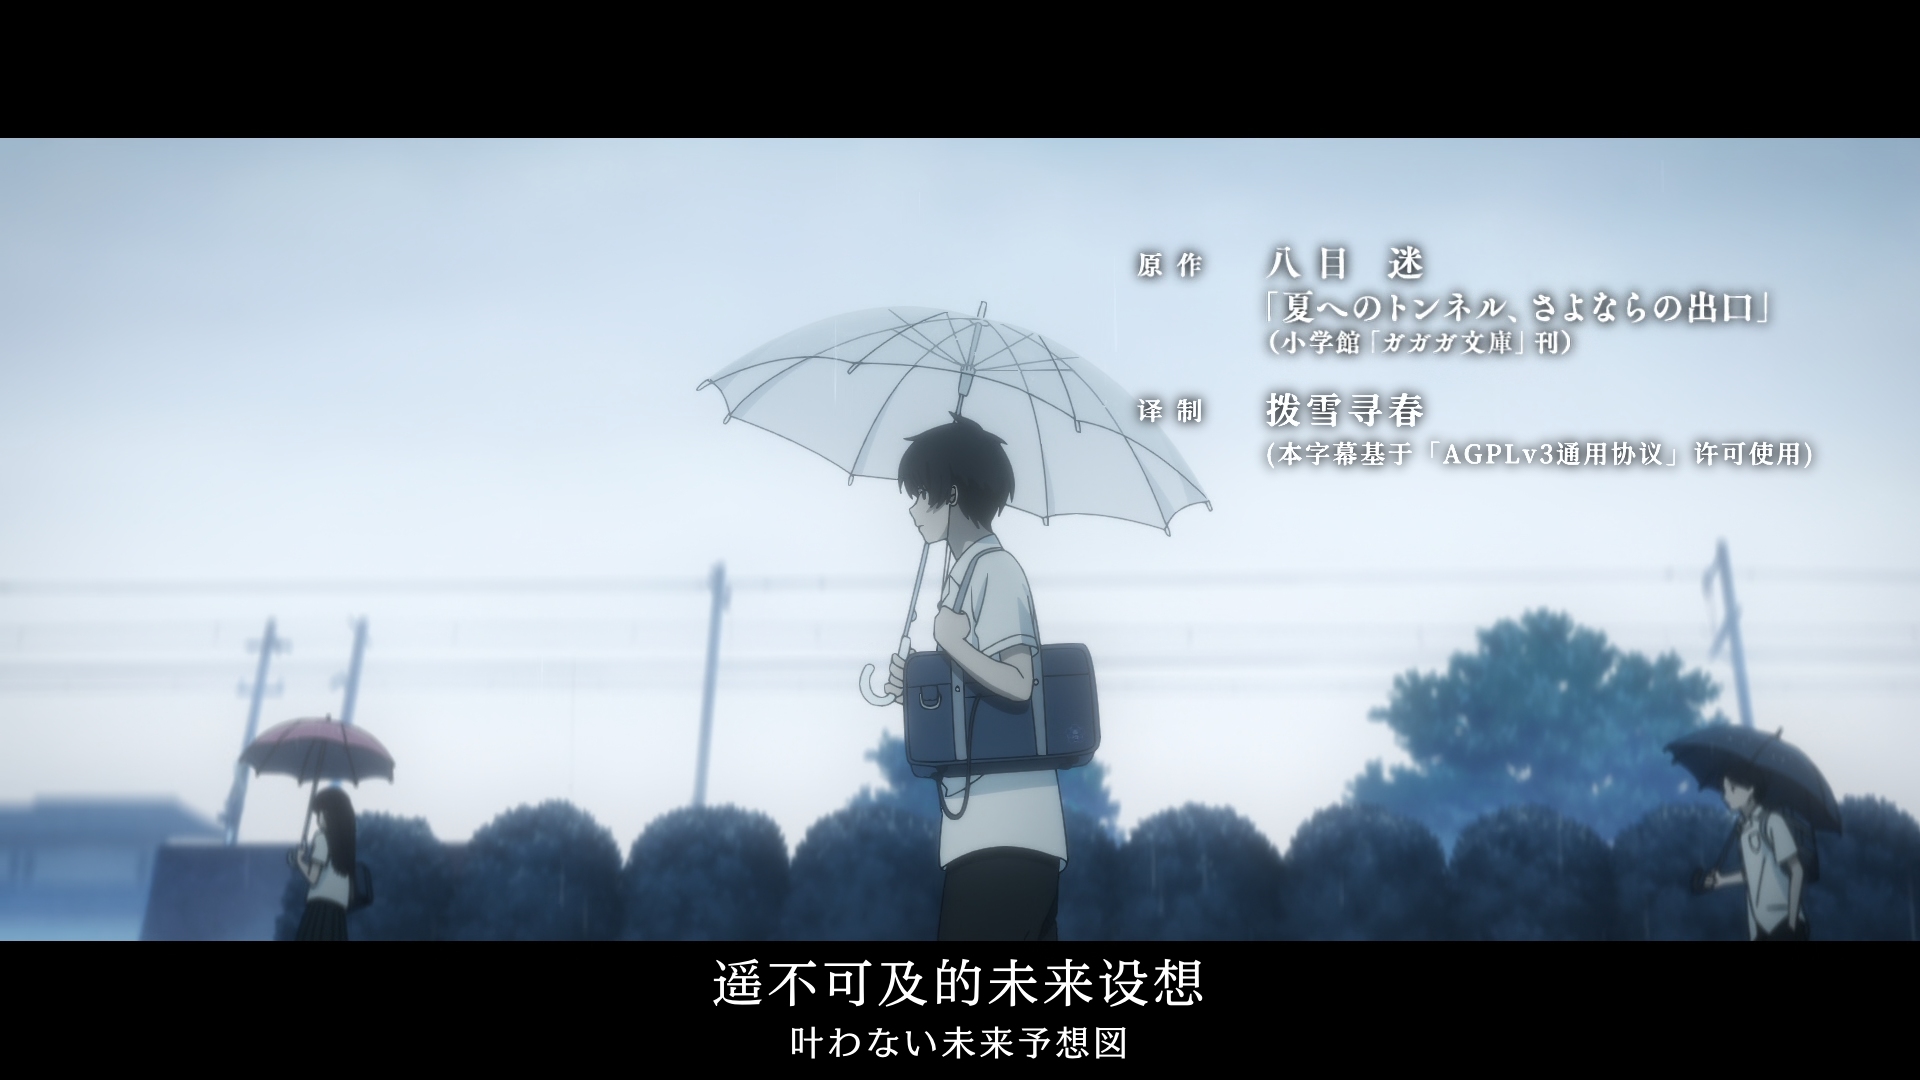 原作 八目 迷
「夏へのトンネル、さよならの出口」
（小学館「ガガガ文庫」刊）
译制 拨雪寻春
(本字幕基于「AGPLv3通用协议」许可使用)
遥不可及的未来设想
叶わない未来予想図